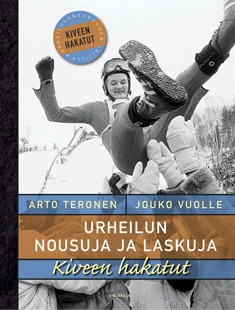 KIVEEN
HAKATUT
ARTO TERONEN JOUKO VUOLLE
URHEILUN
NOUSUJA JA LASKUJA
Kiveen hakatut